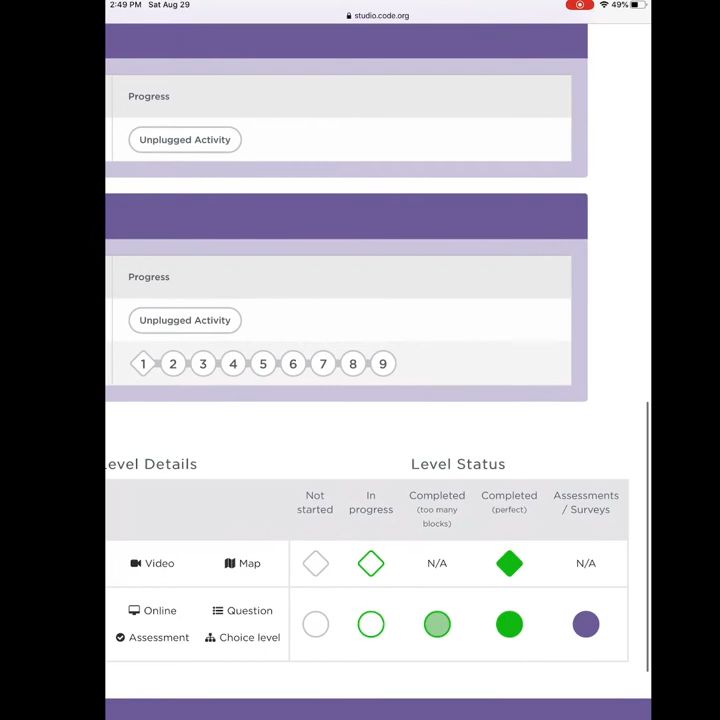 2:49 PM Sat Aug 29 49%
studio.code.org
Progress
Unplugged Activity
Progress
Unplugged Activity
1 2 3 4 5 6 7 8 9
evel Details Level Status
Not started In progress Completed (too many blocks) Completed (perfect) Assessments / Surveys
Video Map N/A N/A
Online Question
Assessment Choice level